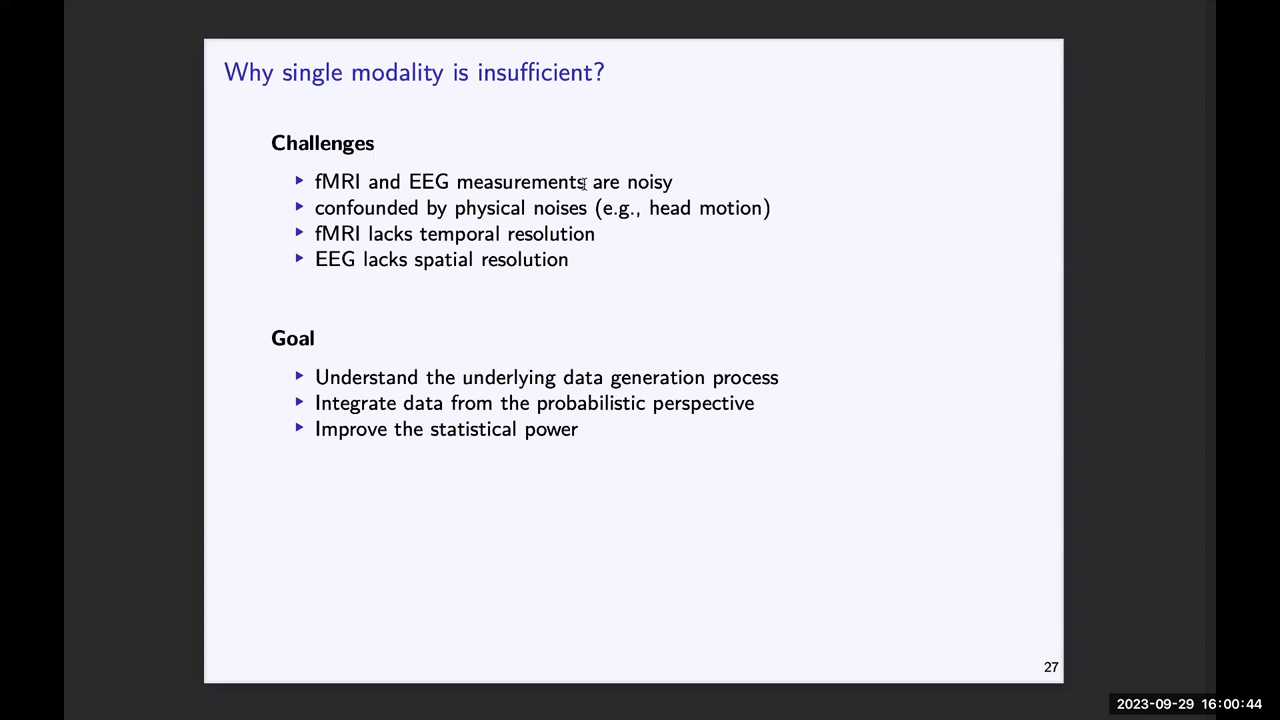 Why single modality is insufficient?
Challenges
fMRI and EEG measurements are noisy
confounded by physical noises (e.g., head motion)
fMRI lacks temporal resolution
EEG lacks spatial resolution
Goal
Understand the underlying data generation process
Integrate data from the probabilistic perspective
Improve the statistical power
27
2023-09-29 16:00:44